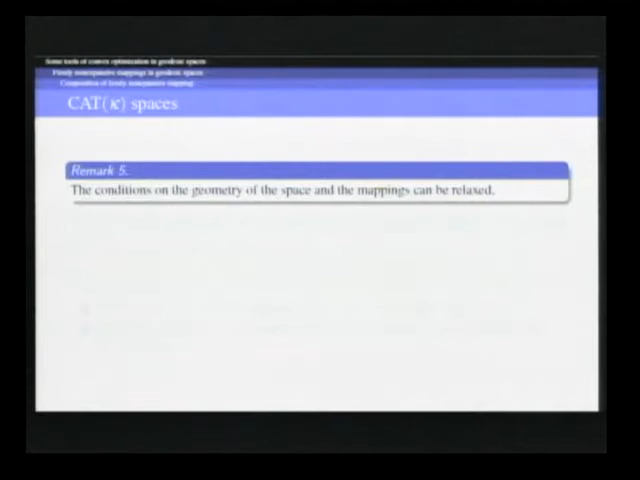 Some tools of convex optimization in geodesic spaces
Firmly nonexpansive mappings in geodesic spaces
Composition of firmly nonexpansive mapping
CAT(κ) spaces
Remark 5.
The conditions on the geometry of the space and the mappings can be relaxed.